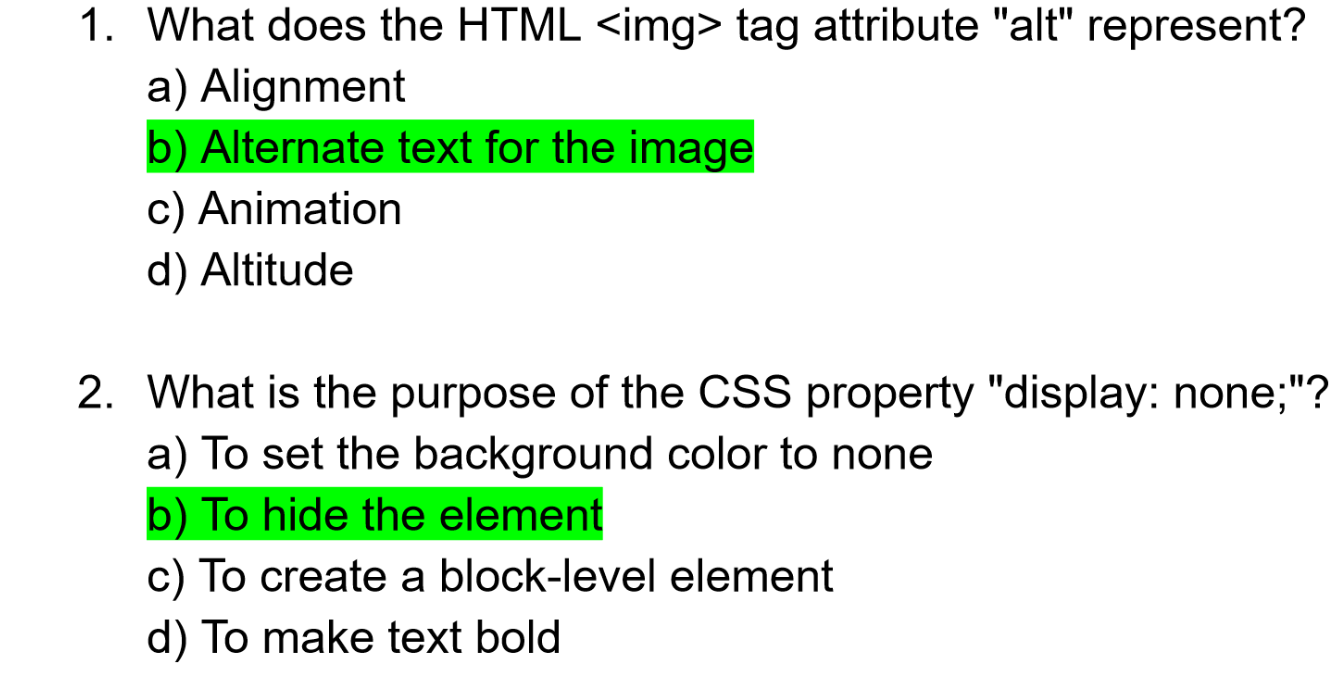 1. What does the HTML <img> tag attribute "alt" represent?
a) Alignment
b) Alternate text for the image
c) Animation
d) Altitude
2. What is the purpose of the CSS property "display: none;"?
a) To set the background color to none
b) To hide the element
c) To create a block-level element
d) To make text bold